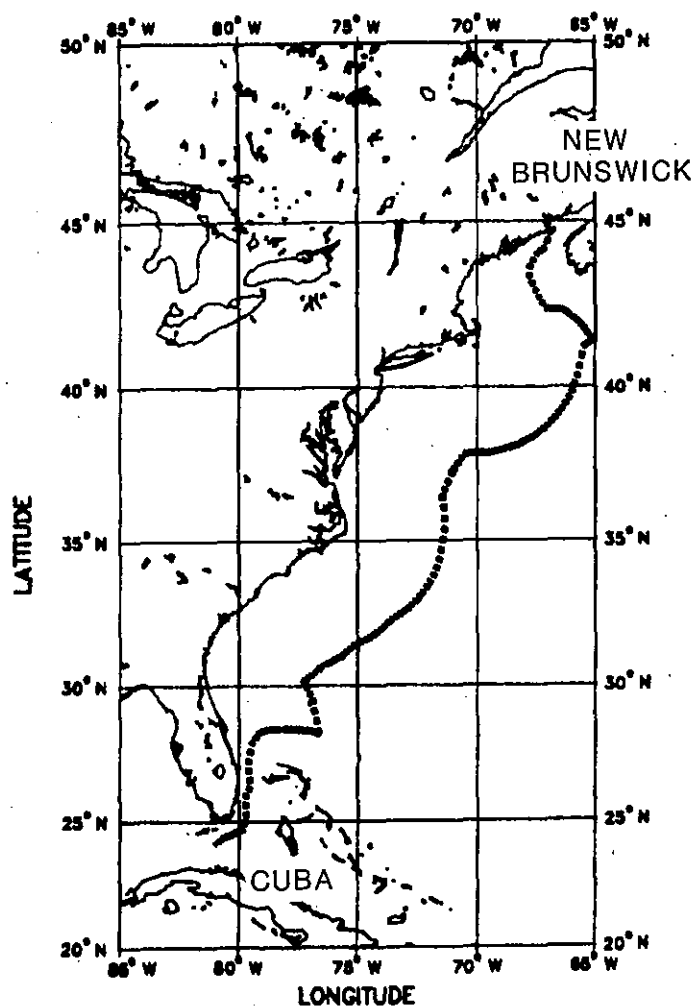 85° W 80° W 75° W 70° W 65° W
50° N 50° N
NEW
BRUNSWICK
45° N 45° N
40° N 40° N
LATITUDE
35° N 35° N
30° N 30° N
25° N 25° N
CUBA
20° N 20° N
85° W 80° W 75° W 70° W 65° W
LONGITUDE